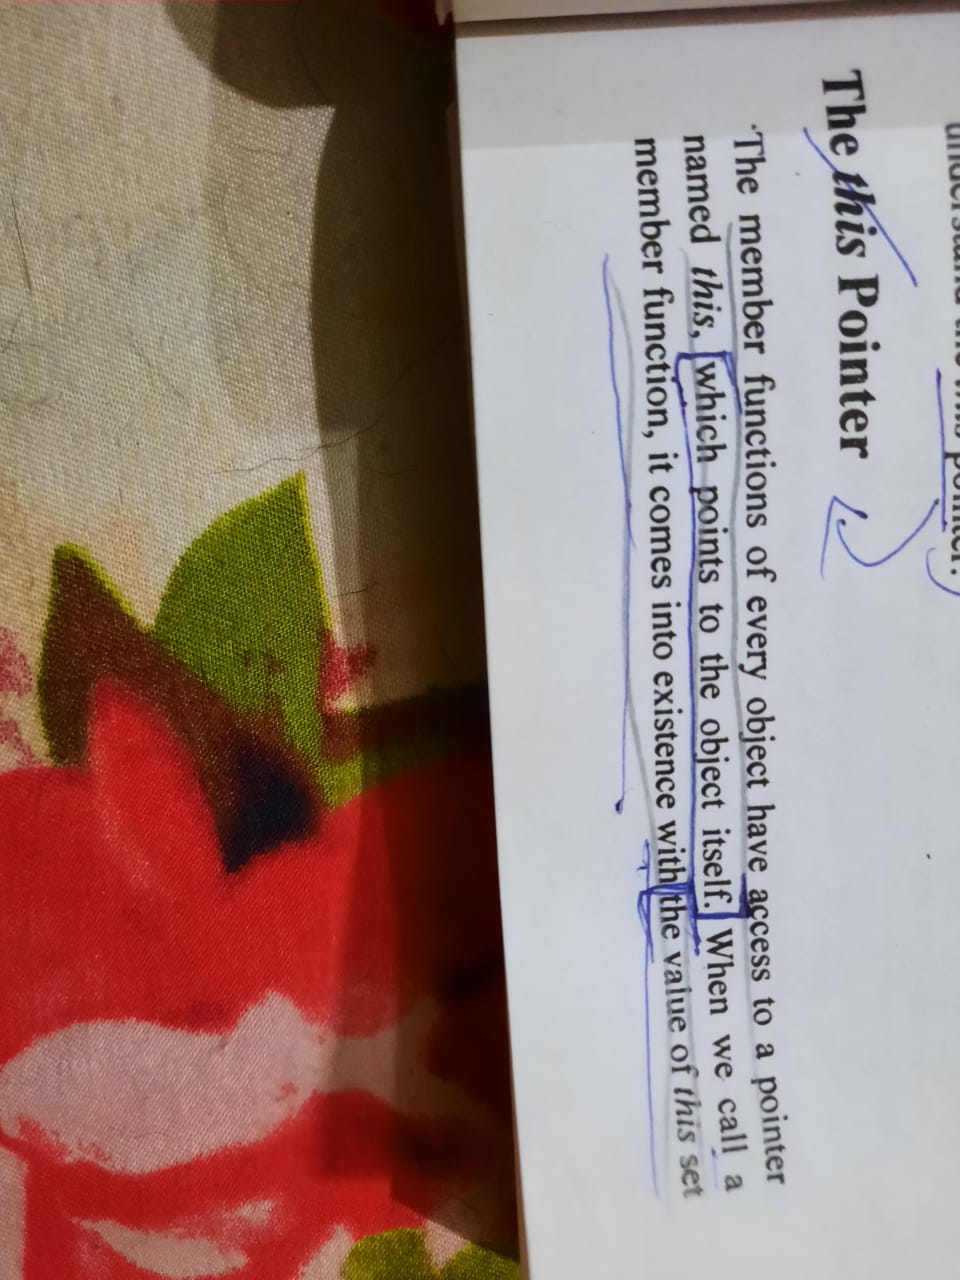 understand the this pointer.
The this Pointer
The member functions of every object have access to a pointer
named this, which points to the object itself. When we call a
member function, it comes into existence with the value of this set